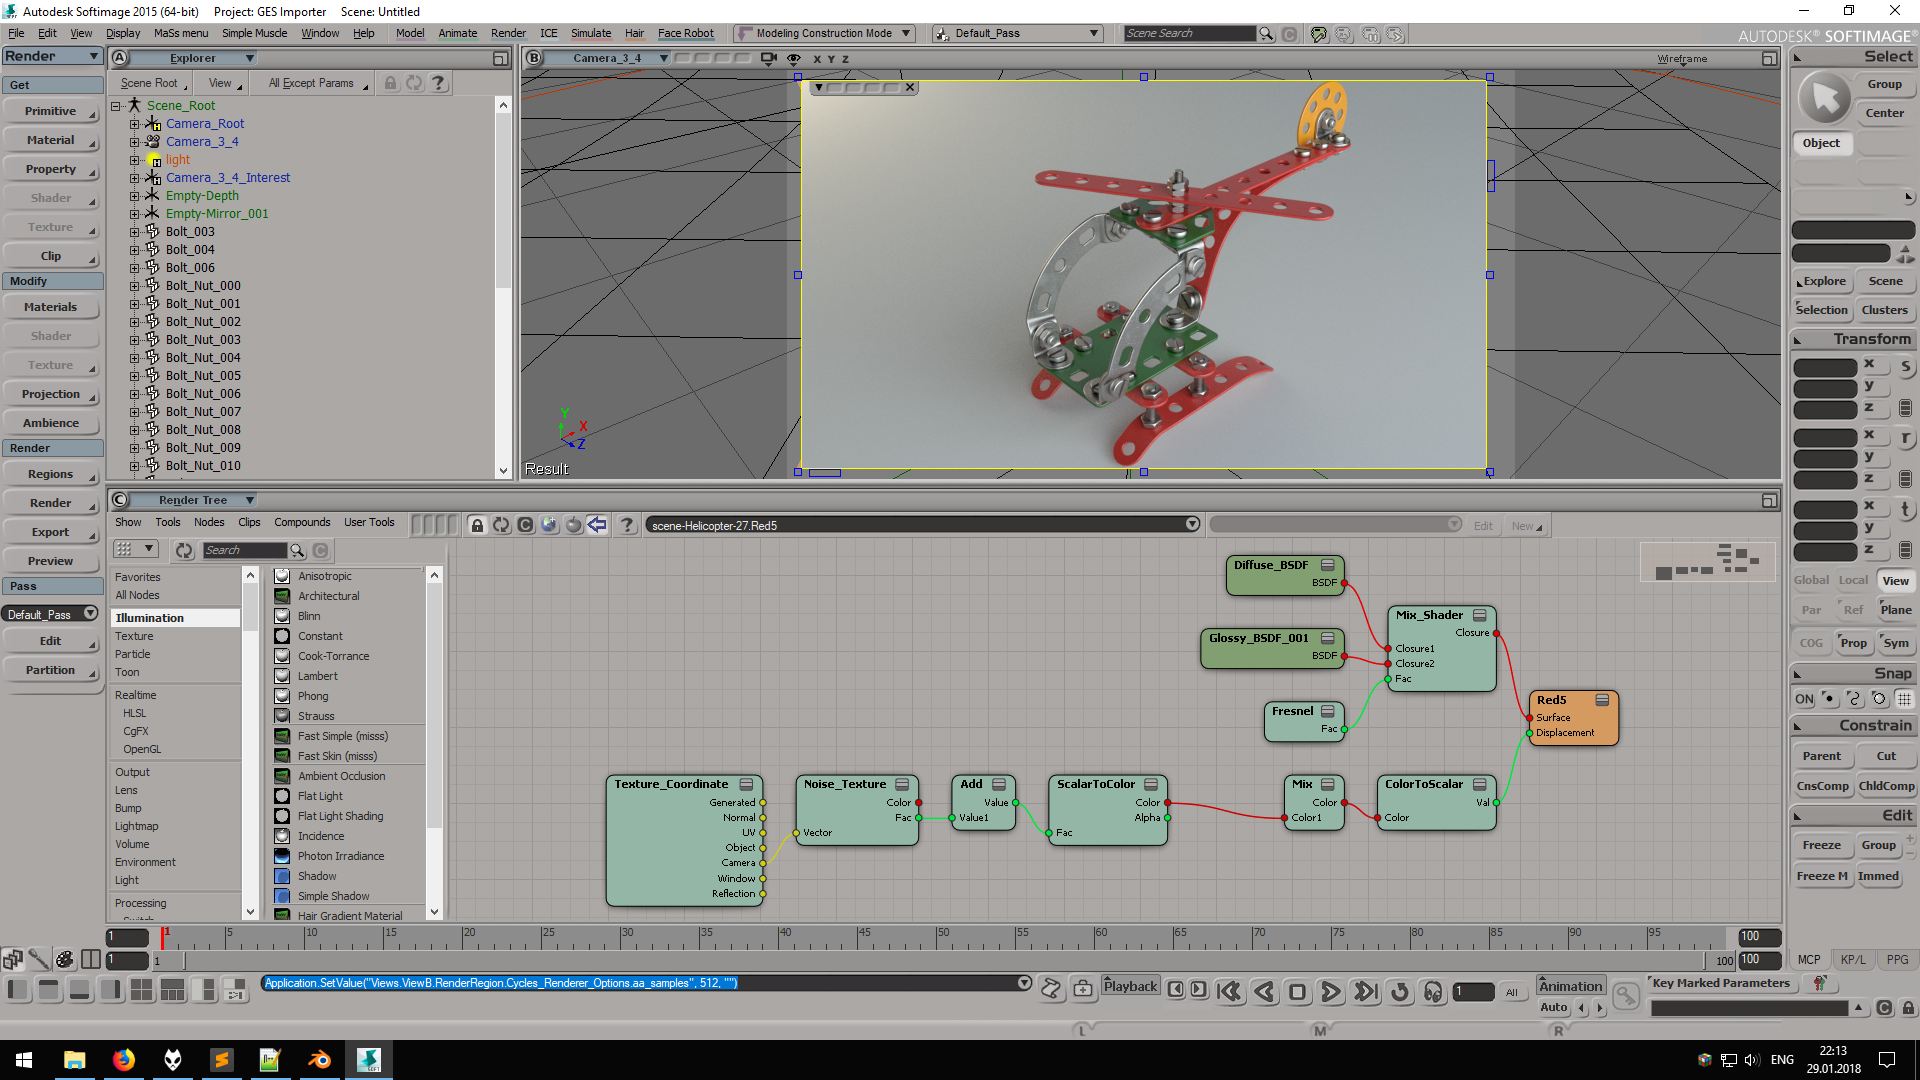 Autodesk Softimage 2015 (64-bit)    Project: GES Importer    Scene: Untitled
File Edit View Display MaSs menu Simple Muscle Window Help Model Animate Render ICE Simulate Hair Face Robot Modeling Construction Mode Default_Pass Scene Search AUTODESK® SOFTIMAGE®
Render
Get
Primitive
Material
Property
Shader
Texture
Clip
Modify
Materials
Shader
Texture
Projection
Ambience
Render
Regions
Render
Export
Preview
Pass
Default_Pass
Edit
Partition
A Explorer
Scene Root View All Except Params ?
Scene_Root
Camera_Root
Camera_3_4
light
Camera_3_4_Interest
Empty-Depth
Empty-Mirror_001
Bolt_003
Bolt_004
Bolt_006
Bolt_Nut_000
Bolt_Nut_001
Bolt_Nut_002
Bolt_Nut_003
Bolt_Nut_004
Bolt_Nut_005
Bolt_Nut_006
Bolt_Nut_007
Bolt_Nut_008
Bolt_Nut_009
Bolt_Nut_010
B Camera_3_4 X Y Z Wireframe
Y
X
Z
Result
C Render Tree
Show Tools Nodes Clips Compounds User Tools ? scene-Helicopter-27.Red5 Edit New
Search
Favorites
All Nodes
Illumination
Texture
Particle
Toon
Realtime
HLSL
CgFX
OpenGL
Output
Lens
Bump
Lightmap
Volume
Environment
Light
Processing
Switch
Anisotropic
Architectural
Blinn
Constant
Cook-Torrance
Lambert
Phong
Strauss
Fast Simple (misss)
Fast Skin (misss)
Ambient Occlusion
Flat Light
Flat Light Shading
Incidence
Photon Irradiance
Shadow
Simple Shadow
Hair Gradient Material
Diffuse_BSDF
BSDF
Glossy_BSDF_001
BSDF
Fresnel
Fac
Mix_Shader
Closure
Closure1
Closure2
Fac
Red5
Surface
Displacement
Texture_Coordinate
Generated
Normal
UV
Object
Camera
Window
Reflection
Noise_Texture
Color
Fac
Vector
Add
Value
Value1
ScalarToColor
Color
Alpha
Fac
Mix
Color
Color1
ColorToScalar
Val
Color
Select
Group
Center
Object
Explore Scene
Selection Clusters
Transform
x S
y
z
x r
y
z
x t
y
z
Global Local View
Par Ref Plane
COG Prop Sym
Snap
ON
Constrain
Parent Cut
CnsComp ChldComp
Edit
Freeze Group
Freeze M Immed
1 1 5 10 15 20 25 30 35 40 45 50 55 60 65 70 75 80 85 90 95 100
1 1 100 100 MCP KP/L PPG
Application.SetValue("Views.ViewB.RenderRegion.Cycles_Renderer_Options.aa_samples", 512, "") Playback 1 All Animation Key Marked Parameters
Auto
L M R
ENG 22:13
29.01.2018